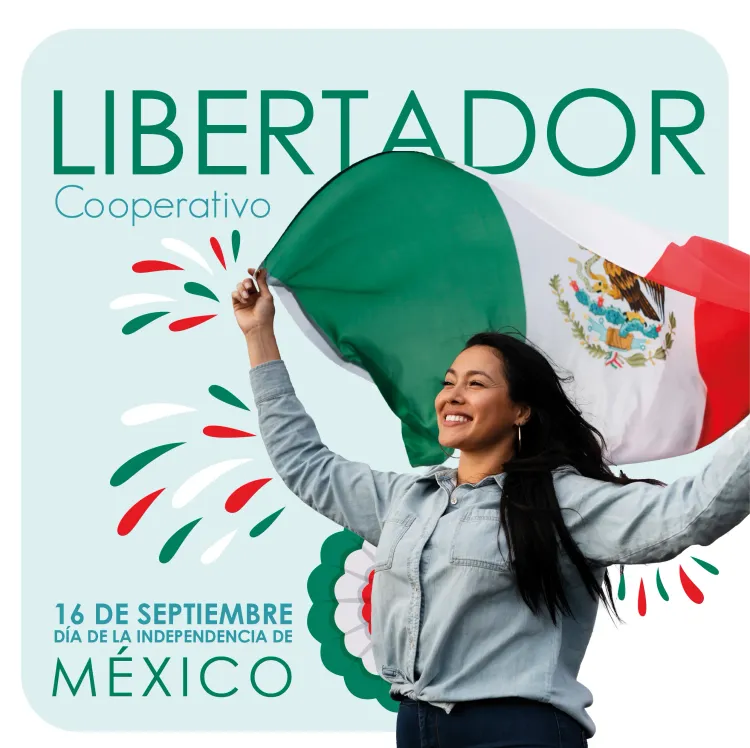 LIBERTADOR
Cooperativo
16 DE SEPTIEMBRE
DÍA DE LA INDEPENDENCIA DE
MÉXICO